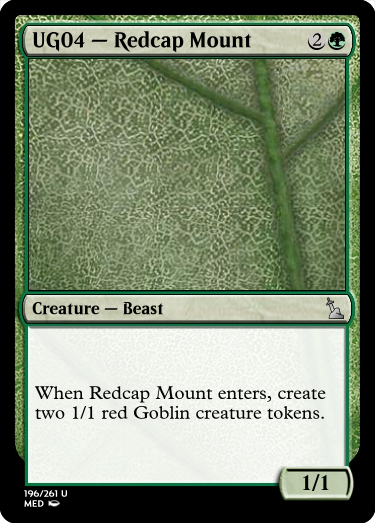 UG04 — Redcap Mount 2
Creature — Beast
When Redcap Mount enters, create
two 1/1 red Goblin creature tokens.
1/1
196/261 U
MED